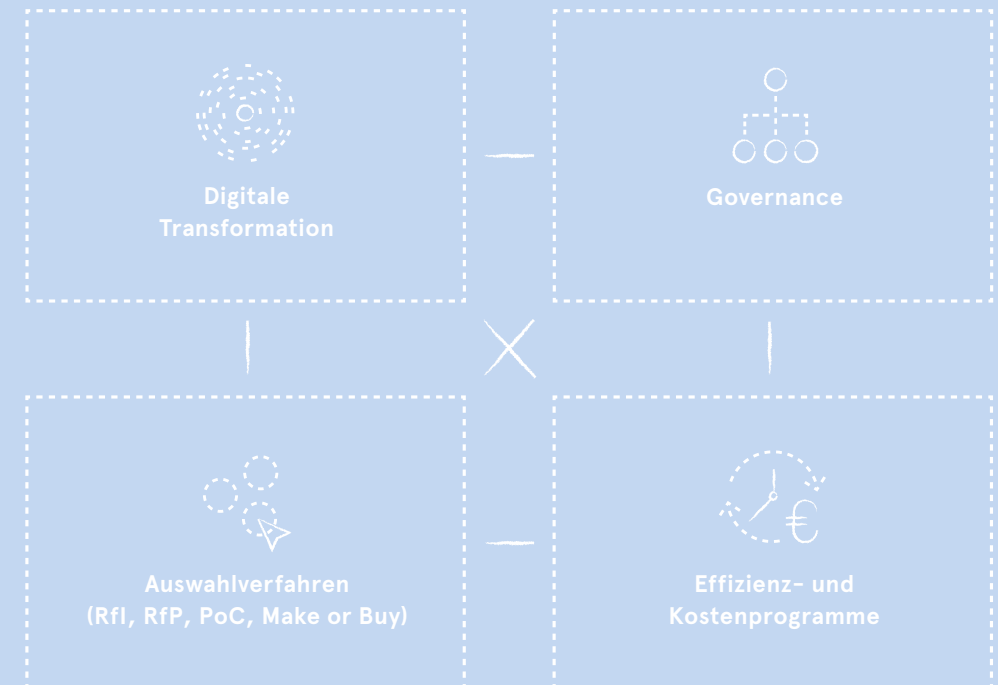 Digitale
Transformation
Governance
Auswahlverfahren
(RfI, RfP, PoC, Make or Buy)
Effizienz- und
Kostenprogramme
€